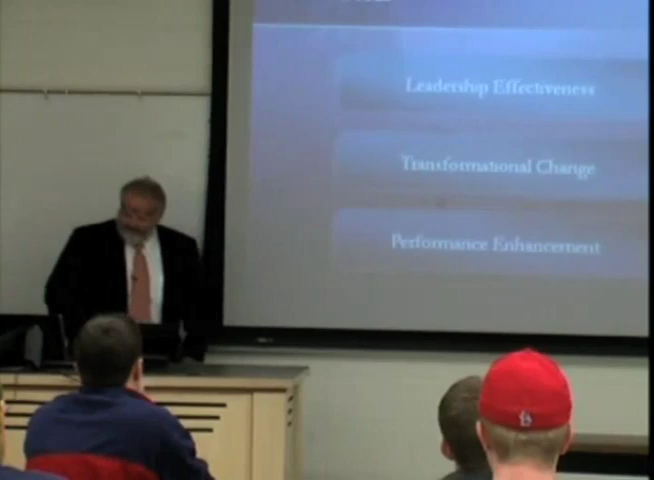 Leadership Effectiveness
Transformational Change
Performance Enhancement